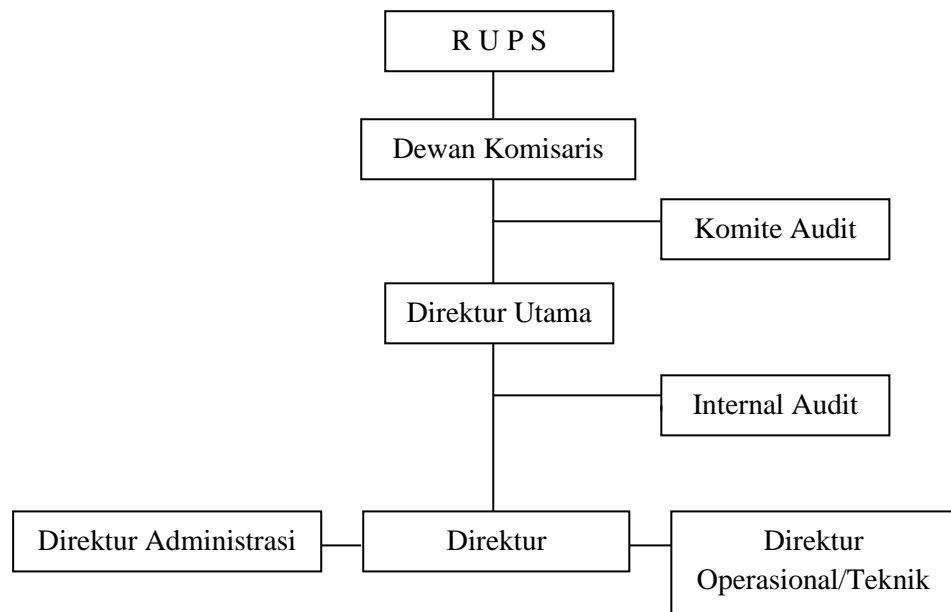 R U P S
Dewan Komisaris
Komite Audit
Direktur Utama
Internal Audit
Direktur Administrasi
Direktur
Direktur
Operasional/Teknik